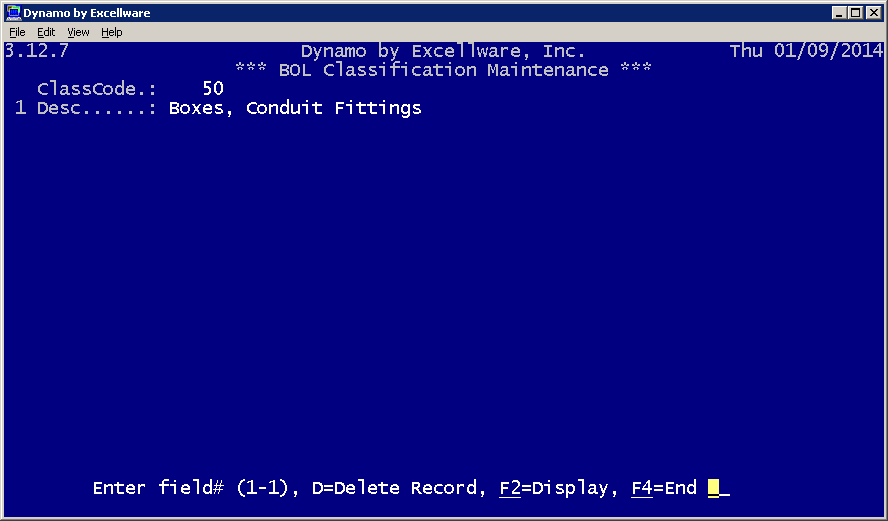 Dynamo by Excellware
File Edit View Help
3.12.7 Dynamo by Excellware, Inc. Thu 01/09/2014
*** BOL Classification Maintenance ***
ClassCode.: 50
1 Desc......: Boxes, Conduit Fittings
Enter field# (1-1), D=Delete Record, F2=Display, F4=End